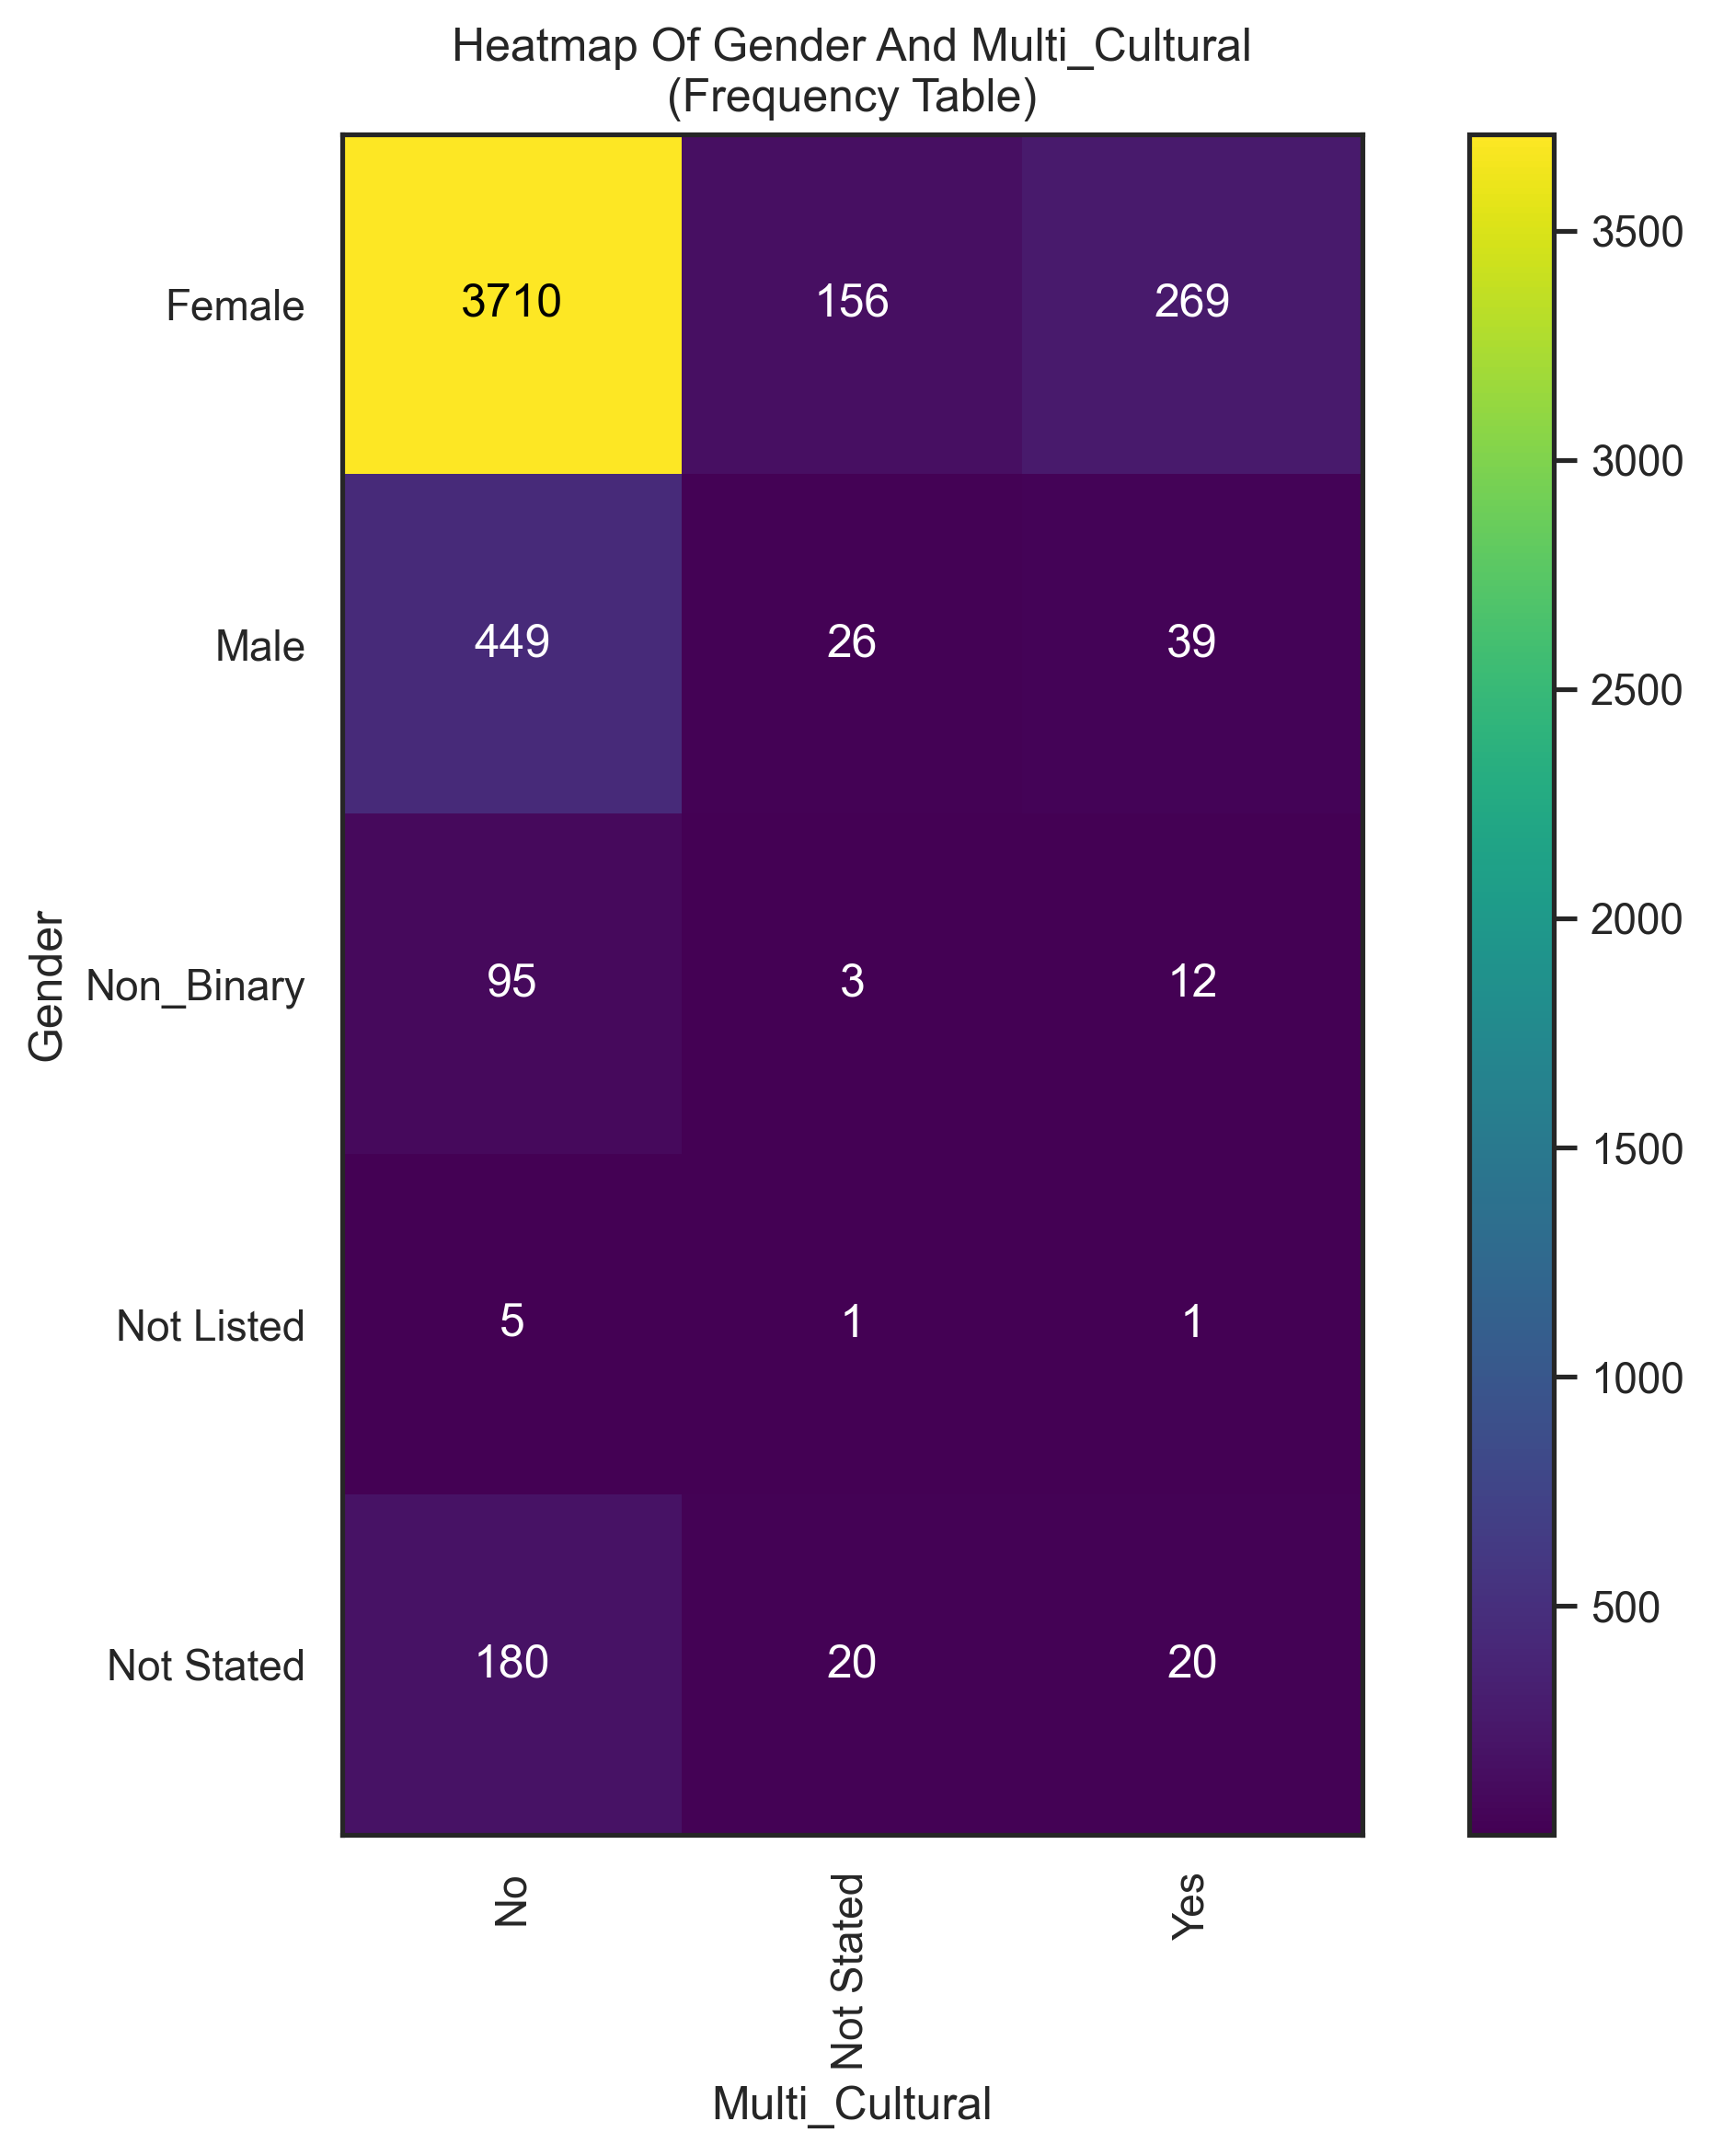 Heatmap Of Gender And Multi_Cultural
(Frequency Table)
Gender
Female 3710 156 269
Male 449 26 39
Non_Binary 95 3 12
Not Listed 5 1 1
Not Stated 180 20 20
No
Not Stated
Yes
Multi_Cultural
3500
3000
2500
2000
1500
1000
500